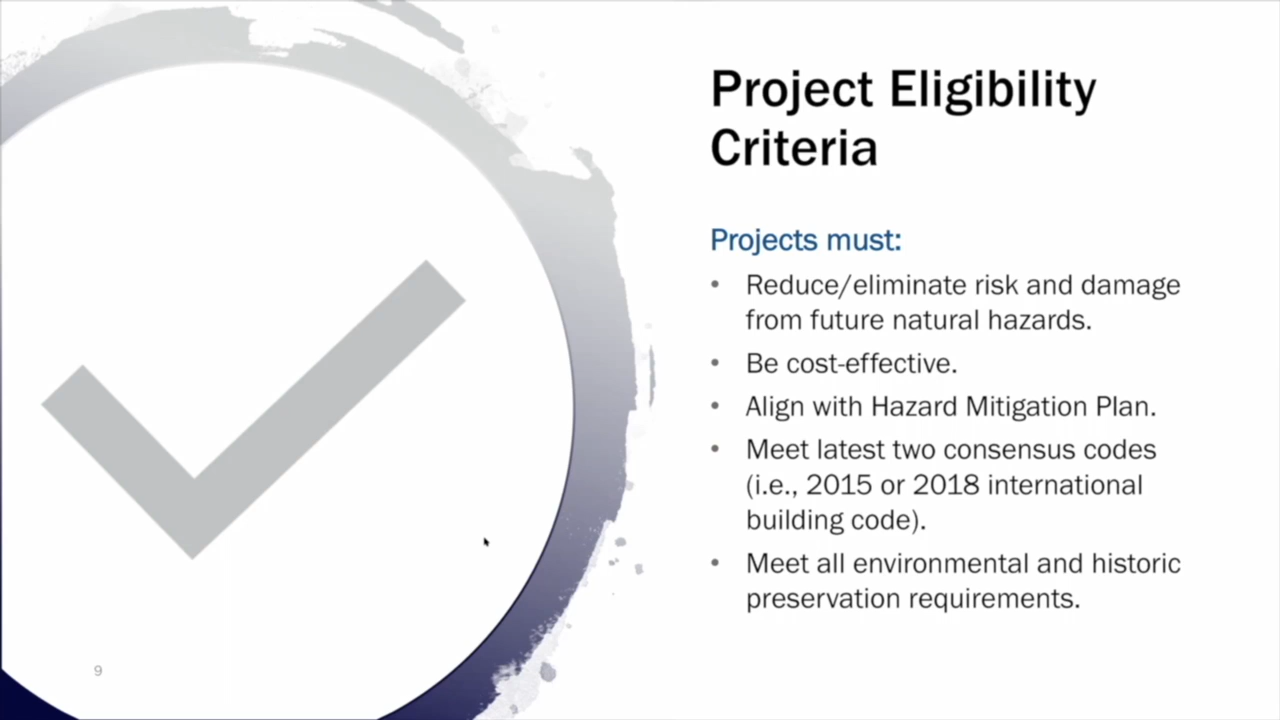 Project Eligibility
Criteria
Projects must:
• Reduce/eliminate risk and damage
from future natural hazards.
• Be cost-effective.
• Align with Hazard Mitigation Plan.
• Meet latest two consensus codes
(i.e., 2015 or 2018 international
building code).
• Meet all environmental and historic
preservation requirements.
9